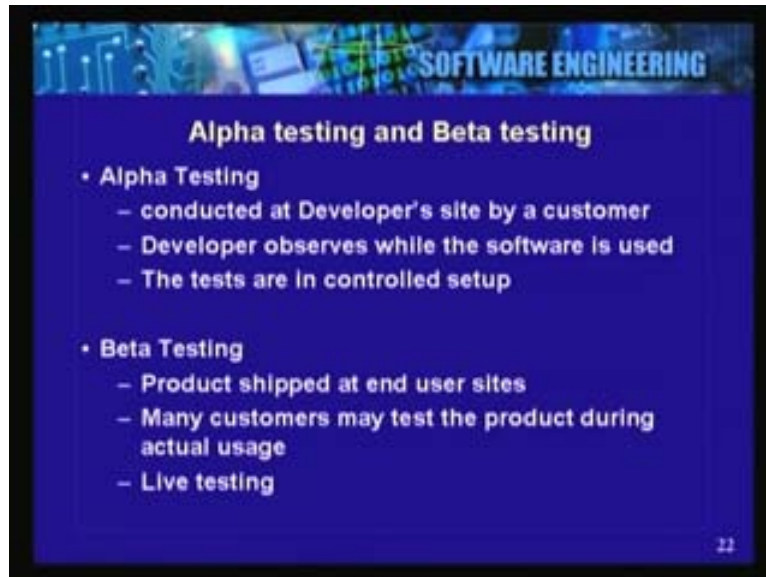 SOFTWARE ENGINEERING
Alpha testing and Beta testing
• Alpha Testing
– conducted at Developer's site by a customer
– Developer observes while the software is used
– The tests are in controlled setup
• Beta Testing
– Product shipped at end user sites
– Many customers may test the product during
actual usage
– Live testing
22